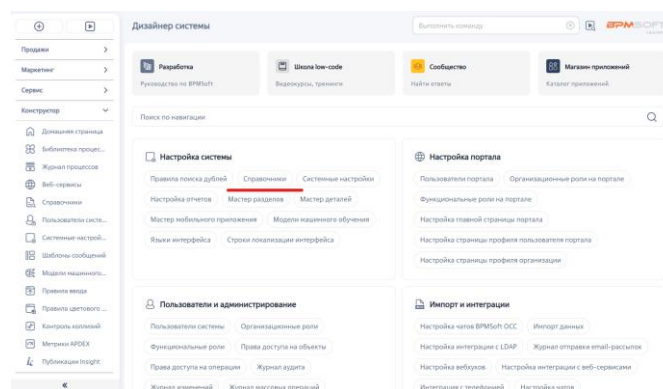 Дизайнер системы
Выполнить команду
BPMSOFT
Продажи
Маркетинг
Сервис
Конструктор
Домашняя страница
Библиотека процес...
Журнал процессов
Веб-сервисы
Справочники
Пользователи систе...
Системные настрой...
Шаблоны сообщений
Модели машинного...
Правила ввода
Правила цветового ...
Контроль коллизий
Метрики APDEX
Публикации Insight
«
Разработка
Руководство по BPMSoft
Школа low-code
Видеокурсы, тренинги
Сообщество
Найти ответы
Магазин приложений
Каталог приложений
Поиск по навигации
Настройка системы
Правила поиска дублей Справочники Системные настройки
Настройка отчетов Мастер разделов Мастер деталей
Мастер мобильного приложения Модели машинного обучения
Языки интерфейса Строки локализации интерфейса
Настройка портала
Пользователи портала Организационные роли на портале
Функциональные роли на портале
Настройка главной страницы портала
Настройка страницы профиля пользователя портала
Настройка страницы профиля организации
Пользователи и администрирование
Пользователи системы Организационные роли
Функциональные роли Права доступа на объекты
Права доступа на операции Журнал аудита
Журнал изменений Журнал массовых операций
Импорт и интеграции
Настройка чатов BPMSoft OCC Импорт данных
Настройка интеграции с LDAP Журнал отправки email-рассылок
Настройка вебхуков Настройка интеграции с веб-сервисами
Интеграция с телефонией Настройка чатов